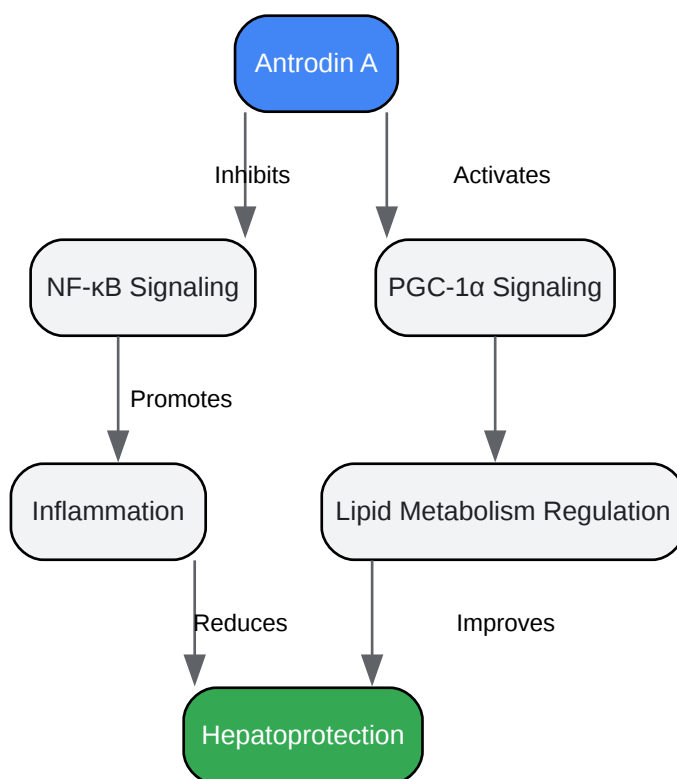 Antrodin A
Inhibits
Activates
NF-κB Signaling
PGC-1α Signaling
Promotes
Inflammation
Lipid Metabolism Regulation
Reduces
Improves
Hepatoprotection